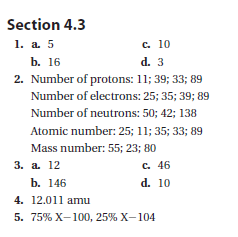 Section 4.3
1. a. 5 c. 10
b. 16 d. 3
2. Number of protons: 11; 39; 33; 89
Number of electrons: 25; 35; 39; 89
Number of neutrons: 50; 42; 138
Atomic number: 25; 11; 35; 33; 89
Mass number: 55; 23; 80
3. a. 12 c. 46
b. 146 d. 10
4. 12.011 amu
5. 75% X–100, 25% X–104